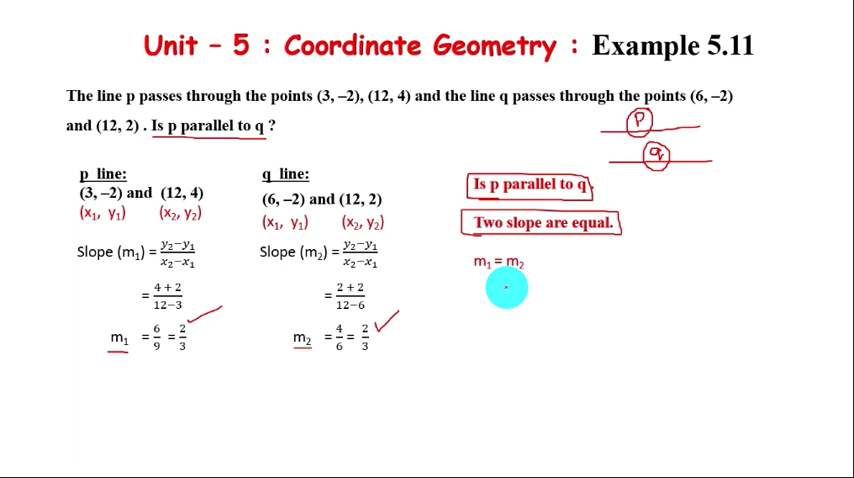 Unit – 5 : Coordinate Geometry : Example 5.11
The line p passes through the points (3, –2), (12, 4) and the line q passes through the points (6, –2)
and (12, 2) . Is p parallel to q ?
P
q
p line:
(3, –2) and (12, 4)
(x₁, y₁) (x₂, y₂)
Slope (m₁) = y₂−y₁/x₂−x₁
= 4 + 2/12−3
m₁ = 6/9 = 2/3
q line:
(6, –2) and (12, 2)
(x₁, y₁) (x₂, y₂)
Slope (m₂) = y₂−y₁/x₂−x₁
= 2 + 2/12−6
m₂ = 4/6 = 2/3
Is p parallel to q .
Two slope are equal.
m₁ = m₂